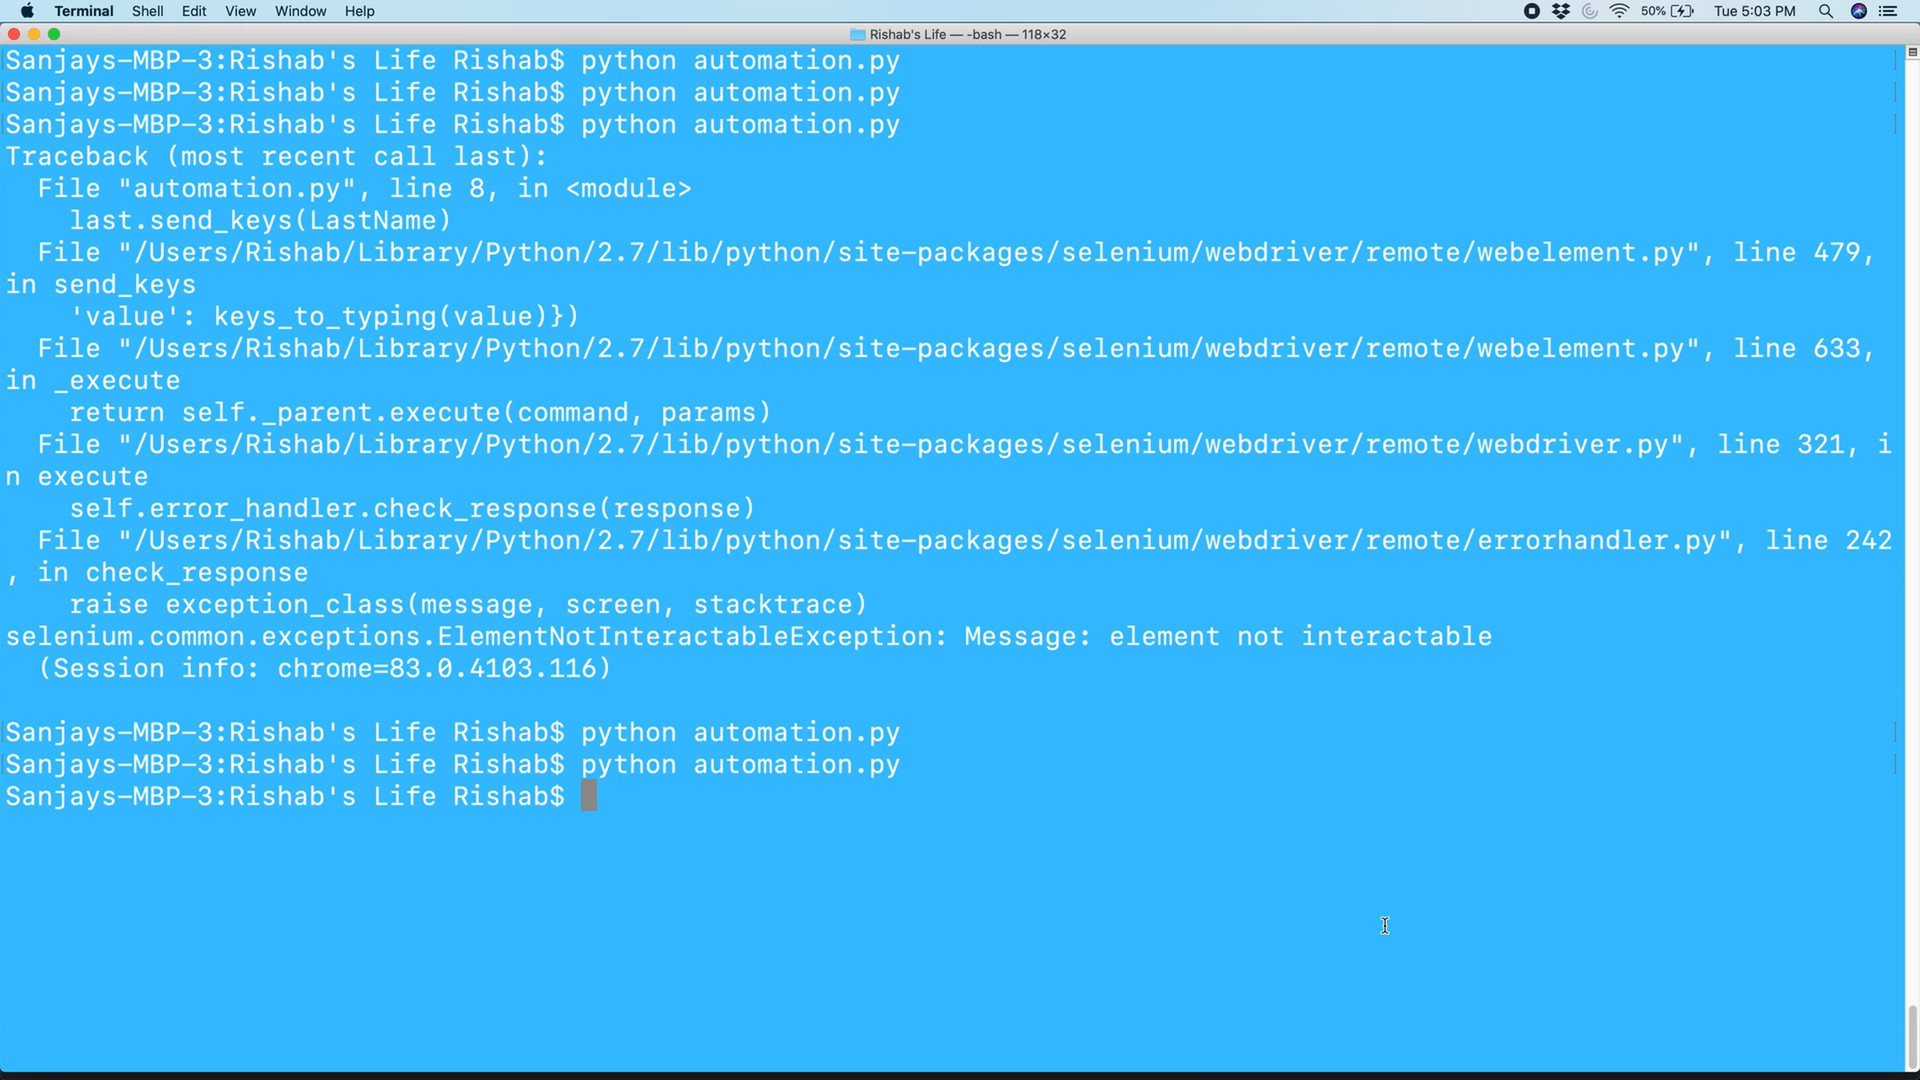 Terminal Shell Edit View Window Help 50% Tue 5:03 PM
Rishab's Life — -bash — 118×32
Sanjays-MBP-3:Rishab's Life Rishab$ python automation.py
Sanjays-MBP-3:Rishab's Life Rishab$ python automation.py
Sanjays-MBP-3:Rishab's Life Rishab$ python automation.py
Traceback (most recent call last):
  File "automation.py", line 8, in <module>
    last.send_keys(LastName)
  File "/Users/Rishab/Library/Python/2.7/lib/python/site-packages/selenium/webdriver/remote/webelement.py", line 479,
in send_keys
    'value': keys_to_typing(value)})
  File "/Users/Rishab/Library/Python/2.7/lib/python/site-packages/selenium/webdriver/remote/webelement.py", line 633,
in _execute
    return self._parent.execute(command, params)
  File "/Users/Rishab/Library/Python/2.7/lib/python/site-packages/selenium/webdriver/remote/webdriver.py", line 321, i
n execute
    self.error_handler.check_response(response)
  File "/Users/Rishab/Library/Python/2.7/lib/python/site-packages/selenium/webdriver/remote/errorhandler.py", line 242
, in check_response
    raise exception_class(message, screen, stacktrace)
selenium.common.exceptions.ElementNotInteractableException: Message: element not interactable
  (Session info: chrome=83.0.4103.116)
Sanjays-MBP-3:Rishab's Life Rishab$ python automation.py
Sanjays-MBP-3:Rishab's Life Rishab$ python automation.py
Sanjays-MBP-3:Rishab's Life Rishab$